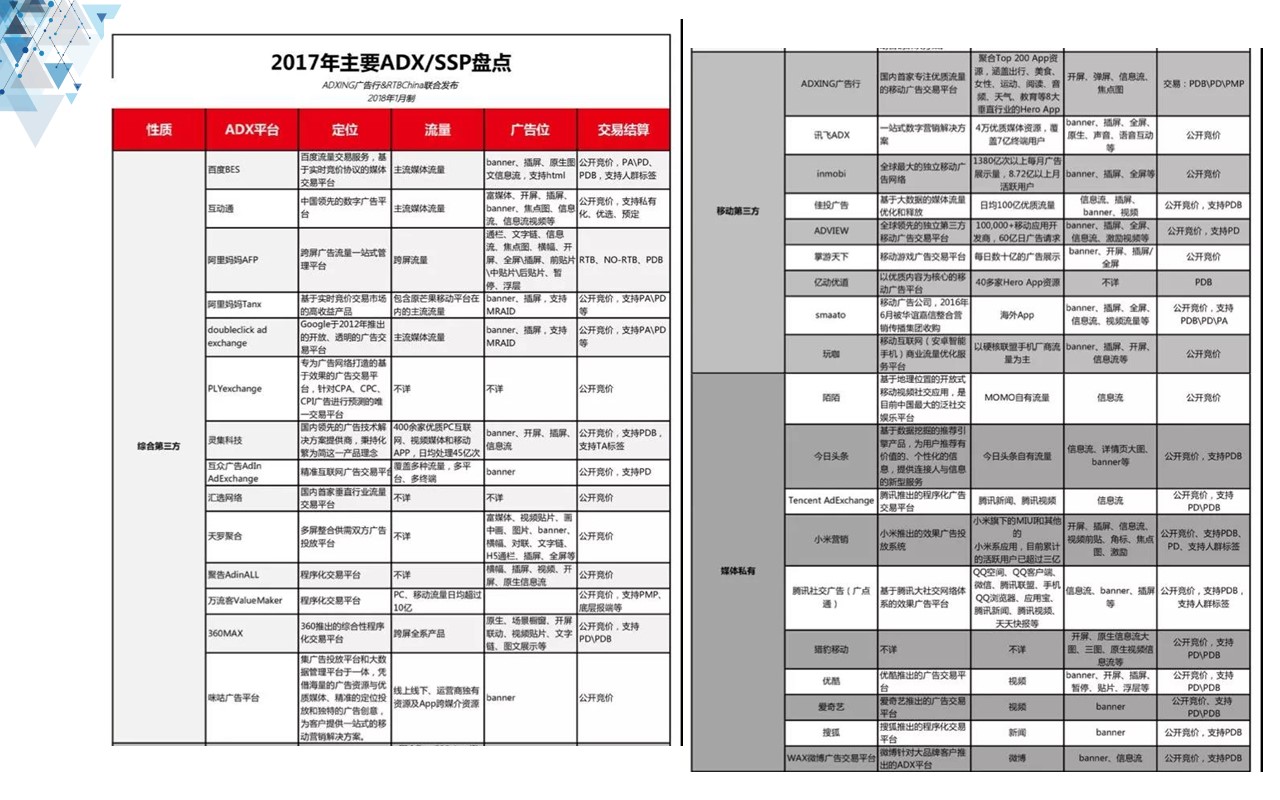 2017年主要ADX/SSP盘点
ADXING广告行&RTBChina联合发布
2018年1月制
性质
ADX平台
定位
流量
广告位
交易结算
综合第三方
百度BES
百度流量交易服务，基
于实时竞价协议的媒体
交易平台
主流媒体流量
banner、插屏、原生图
文信息流，支持html
公开竞价，PA\PD、
PDB，支持人群标签
互动通
中国领先的数字广告平
台
主流媒体流量
富媒体、开屏、插屏、
banner、焦点图、信息
流、信息流视频等
公开竞价，支持私有
化、优选、预定
阿里妈妈AFP
跨屏广告流量一站式管
理平台
跨屏流量
通栏、文字链、信息
流、焦点图、横幅、开
屏、全屏\插屏、前贴片
\中贴片\后贴片、暂
停、浮层
RTB、NO-RTB、PDB
阿里妈妈Tanx
基于实时竞价交易市场
的高收益产品
包含原芒果移动平台在
内的主流流量
banner、插屏，支持
MRAID
公开竞价，支持PA\PD
等
doubleclick ad
exchange
Google于2012年推出
的开放、透明的广告交
易平台
主流媒体流量
banner、插屏，支持
MRAID
公开竞价，支持PA\PD
等
PLYexchange
专为广告网络打造的基
于效果的广告交易平
台，针对CPA、CPC、
CPI广告进行预测的唯
一交易平台
不详
不详
公开竞价
灵集科技
国内领先的广告技术解
决方案提供商，秉持化
繁为简这一产品理念
400余家优质PC互联
网、视频媒体和移动
APP，日均处理45亿次
banner、开屏、插屏、
信息流
公开竞价，支持PDB，
支持TA标签
互众广告AdIn
AdExchange
精准互联网广告交易平台
覆盖多种流量，多平
台、多终端
banner
公开竞价，支持PD
汇选网络
国内首家垂直行业流量
交易平台
不详
不详
公开竞价
天罗聚合
多屏整合供需双方广告
投放平台
不详
富媒体、视频贴片、画
中画、图片、banner、
横幅、对联、文字链、
H5通栏、插屏、全屏等
公开竞价
聚告AdinALL
程序化交易平台
不详
横幅、插屏、视频、开
屏、原生信息流
公开竞价
万流客ValueMaker
程序化交易平台
PC、移动流量日均超过
10亿
公开竞价，支持PMP、
底层报端等
360MAX
360推出的综合性程序
化交易平台
跨屏全系产品
原生、场景橱窗、开屏
联动、视频贴片、文字
链、图文展示等
公开竞价，支持
PD\PDB
咪咕广告平台
集广告投放平台和大数
据管理平台于一体，凭
借海量的广告资源与优
质媒体、精准的定位投
放和独特的广告创意，
为客户提供一站式的移
动营销解决方案。
线上线下、运营商独有
资源及App跨媒介资源
banner
公开竞价
移动第三方
ADXING广告行
国内首家专注优质流量
的移动广告交易平台
聚合Top 200 App资
源，涵盖出行、美食、
女性、运动、阅读、音
频、天气、教育等8大
垂直行业的Hero App
开屏、弹屏、信息流、
焦点图
交易：PDB\PD\PMP
讯飞ADX
一站式数字营销解决方
案
4万优质媒体资源，覆
盖7亿终端用户
banner、插屏、全屏、
原生、声音、语音互动
等
公开竞价
inmobi
全球最大的独立移动广
告网络
1380亿次以上每月广告
展示量，8.72亿以上月
活跃用户
banner，插屏、全屏等
公开竞价
佳投广告
基于大数据的媒体流量
优化和释放
日均100亿优质流量
信息流、插屏、
banner、视频
公开竞价，支持PDB
ADVIEW
全球领先的独立第三方
移动广告交易平台
100,000+移动应用开
发商，60亿日广告请求
banner、插屏、全屏、
信息流、激励视频等
公开竞价，支持PD
掌游天下
移动游戏广告交易平台
每日数十亿的广告展示
banner、开屏、插屏/
全屏
公开竞价
亿动优道
以优质内容为核心的移
动广告平台
40多家Hero App资源
不详
PDB
smaato
移动广告公司，2016年
6月被华谊嘉信整合营
销传播集团收购
海外App
banner、插屏、全屏、
信息流、视频流量等
公开竞价，支持
PDB\PD\PA
玩咖
移动互联网（安卓智能
手机）商业流量优化服
务平台
以硬核联盟手机厂商流
量为主
banner、插屏、开屏、
信息流等
公开竞价
媒体私有
陌陌
基于地理位置的开放式
移动视频社交应用，是
目前中国最大的泛社交
娱乐平台
MOMO自有流量
信息流
公开竞价
今日头条
基于数据挖掘的推荐引
擎产品，为用户推荐有
价值的、个性化的信
息，提供连接人与信息
的新型服务
今日头条自有流量
信息流、详情页大图、
banner等
公开竞价，支持PDB
Tencent AdExchange
腾讯推出的程序化广告
交易平台
腾讯新闻、腾讯视频
信息流
公开竞价，支持
PD\PDB
小米营销
小米推出的效果广告投
放系统
小米旗下的MIUI和其他
的
小米系应用，目前累计
的活跃用户已超过三亿
开屏、插屏、信息流、
视频前贴、角标、焦点
图、激励
公开竞价、支持PDB、
PD、支持人群标签
腾讯社交广告（广点
通）
基于腾讯大社交网络体
系的效果广告平台
QQ空间、QQ客户端、
微信、腾讯联盟、手机
QQ浏览器、应用宝、
腾讯新闻、腾讯视频、
天天快报等
信息流、banner、插屏
等
公开竞价，支持PDB，
支持人群标签
猎豹移动
不详
不详
开屏、原生信息流大
图、三图、原生视频信
息流等
公开竞价，支持
PD\PDB
优酷
优酷推出的广告交易平
台
视频
banner、开屏、插屏、
暂停、贴片、浮层等
公开竞价，支持
PD\PDB
爱奇艺
爱奇艺推出的广告交易
平台
视频
banner
公开竞价、支持
PD\PDB
搜狐
搜狐推出的程序化交易
平台
新闻
banner
公开竞价，支持PDB
WAX微博广告交易平台
微博针对大品牌客户推
出的ADX平台
微博
banner、信息流
公开竞价，支持PDB